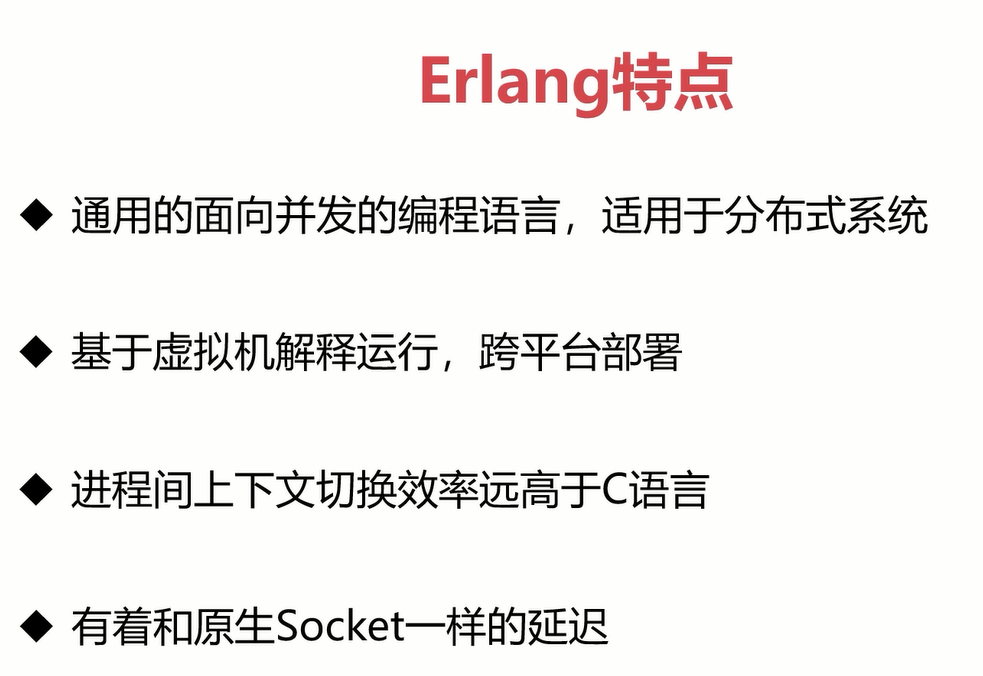 Erlang特点
◆ 通用的面向并发的编程语言，适用于分布式系统
◆ 基于虚拟机解释运行，跨平台部署
◆ 进程间上下文切换效率远高于C语言
◆ 有着和原生Socket一样的延迟